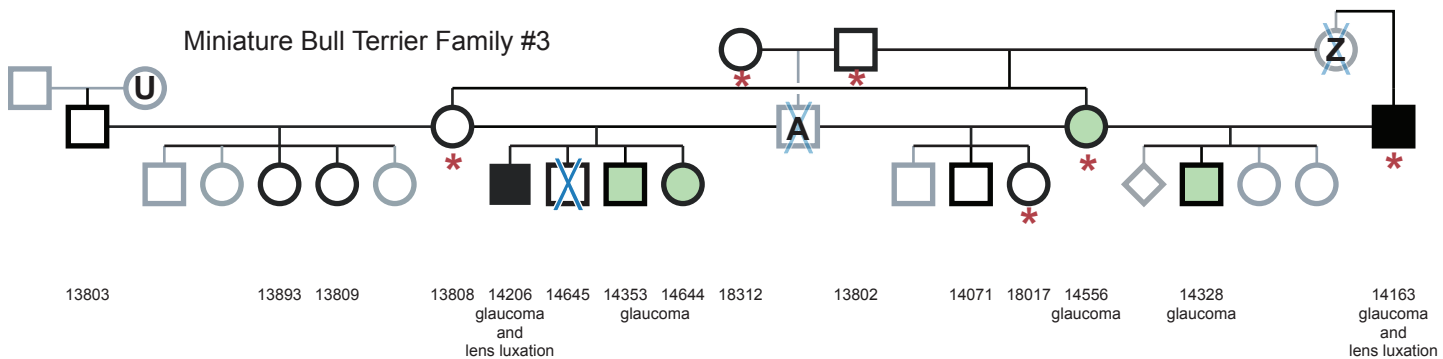 Miniature Bull Terrier Family #3
Z
U
A
*
*
*
*
*
*
13803
13893
13809
13808
14206
glaucoma
and
lens luxation
14645
14353
glaucoma
14644
18312
13802
14071
18017
14556
glaucoma
14328
glaucoma
14163
glaucoma
and
lens luxation